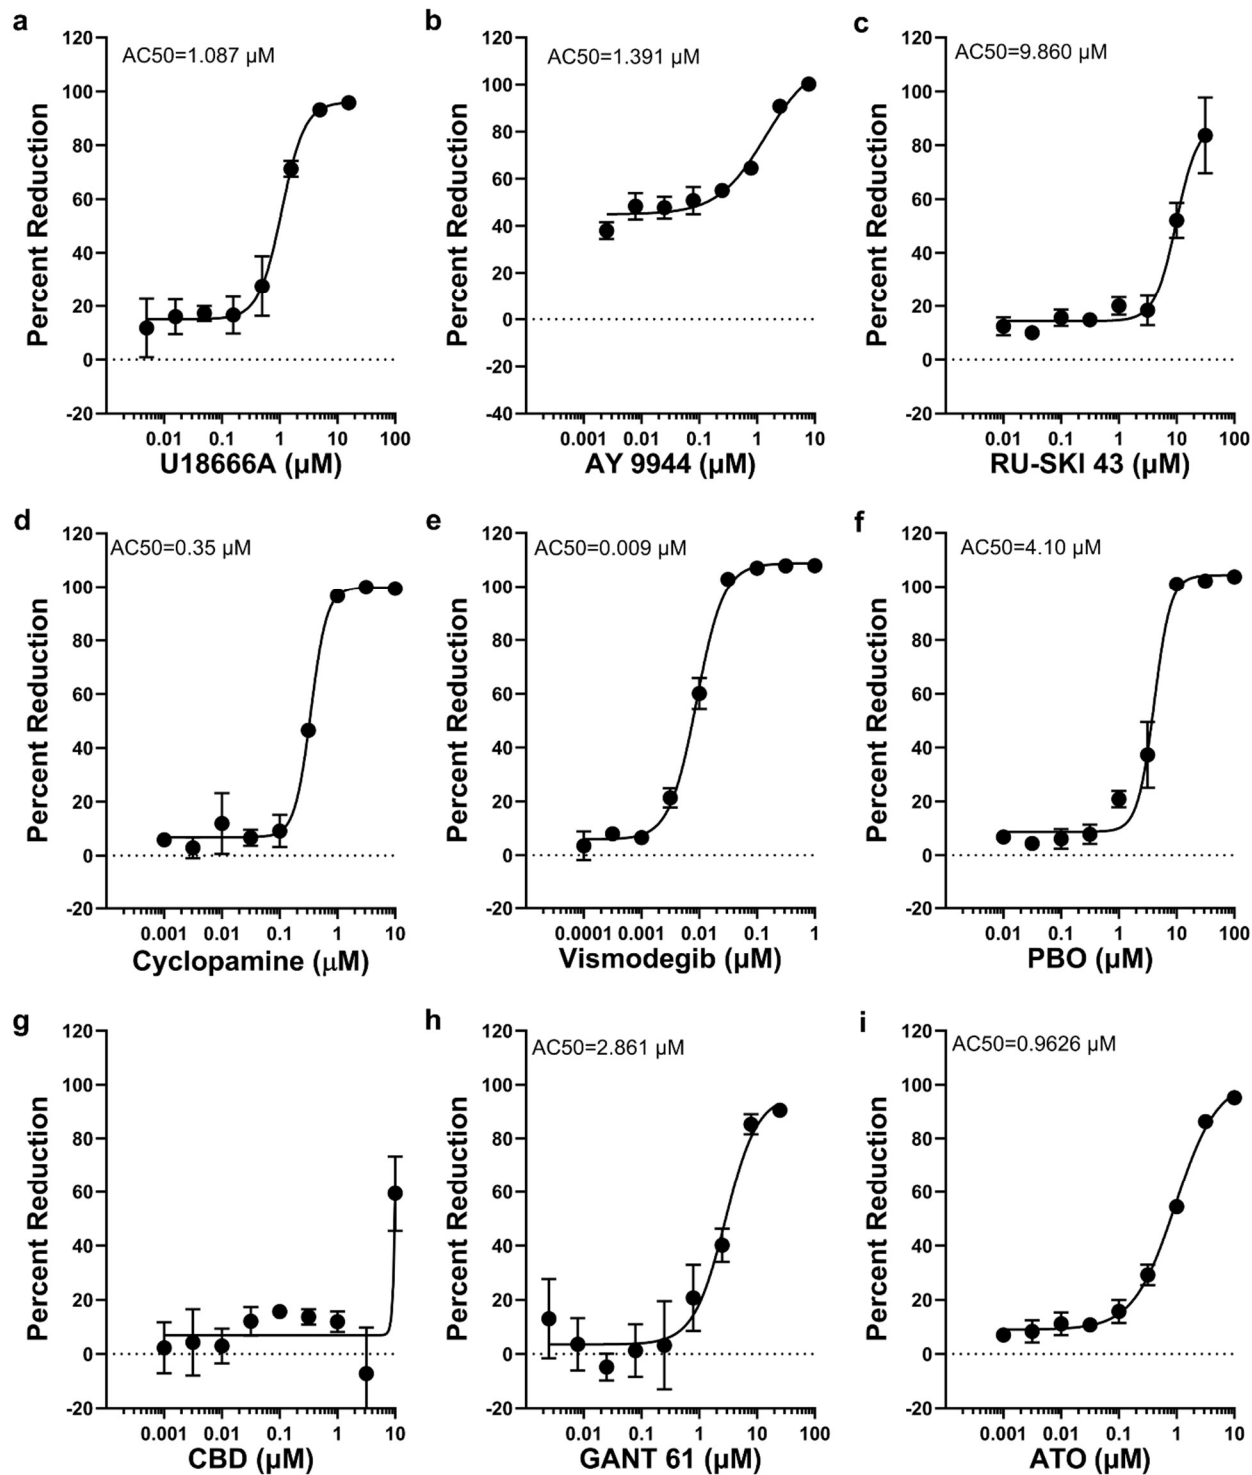 a
AC50=1.087 µM
120
100
80
60
40
20
0
-20
Percent Reduction
0.01 0.1 1 10 100
U18666A (µM)
b
AC50=1.391 µM
120
100
80
60
40
20
0
-20
-40
Percent Reduction
0.001 0.01 0.1 1 10
AY 9944 (µM)
c
AC50=9.860 µM
120
100
80
60
40
20
0
-20
Percent Reduction
0.01 0.1 1 10 100
RU-SKI 43 (µM)
d
AC50=0.35 µM
120
100
80
60
40
20
0
-20
Percent Reduction
0.001 0.01 0.1 1 10
Cyclopamine (µM)
e
AC50=0.009 µM
120
100
80
60
40
20
0
-20
Percent Reduction
0.0001 0.001 0.01 0.1 1
Vismodegib (µM)
f
AC50=4.10 µM
120
100
80
60
40
20
0
-20
Percent Reduction
0.01 0.1 1 10 100
PBO (µM)
g
120
100
80
60
40
20
0
-20
Percent Reduction
0.001 0.01 0.1 1 10
CBD (µM)
h
AC50=2.861 µM
120
100
80
60
40
20
0
-20
Percent Reduction
0.01 0.1 1 10 100
GANT 61 (µM)
i
AC50=0.9626 µM
120
100
80
60
40
20
0
-20
Percent Reduction
0.001 0.01 0.1 1 10
ATO (µM)